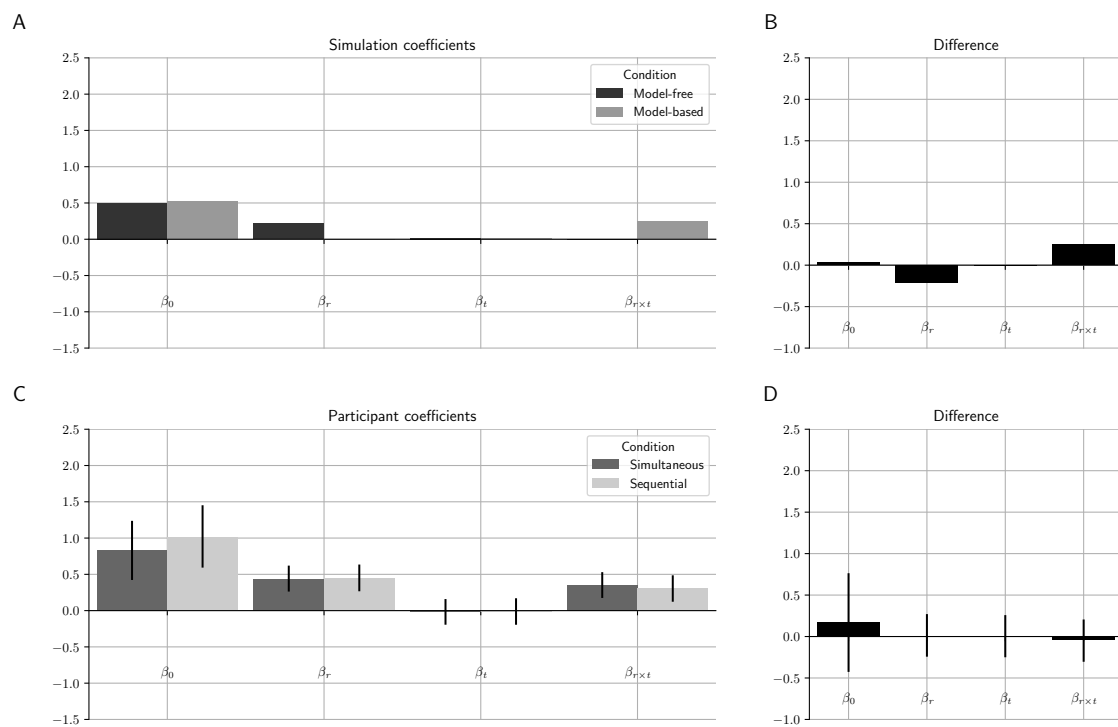 A
Simulation coefficients
2.5
2.0
1.5
1.0
0.5
0.0
−0.5
−1.0
−1.5
Condition
Model-free
Model-based
β₀
βᵣ
βₜ
βᵣ×ₜ
B
Difference
2.5
2.0
1.5
1.0
0.5
0.0
−0.5
−1.0
β₀
βᵣ
βₜ
βᵣ×ₜ
C
Participant coefficients
2.5
2.0
1.5
1.0
0.5
0.0
−0.5
−1.0
−1.5
Condition
Simultaneous
Sequential
β₀
βᵣ
βₜ
βᵣ×ₜ
D
Difference
2.5
2.0
1.5
1.0
0.5
0.0
−0.5
−1.0
β₀
βᵣ
βₜ
βᵣ×ₜ